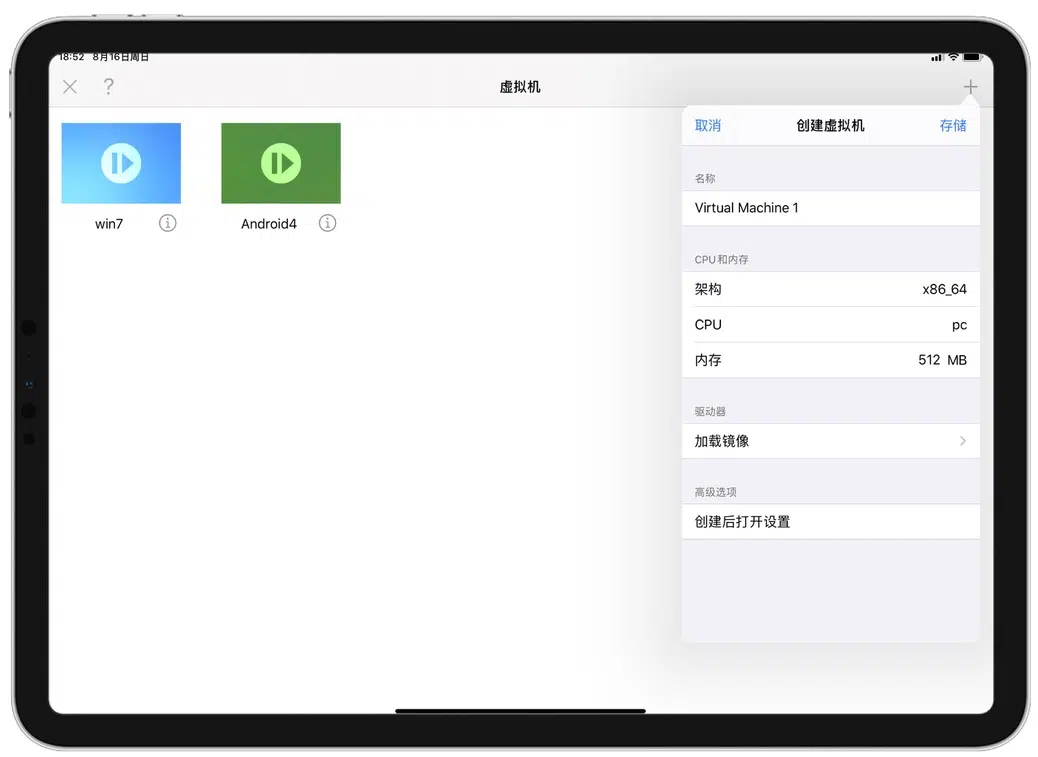 18:52 8月16日周日
?
虚拟机
取消 创建虚拟机 存储
win7
Android4
名称
Virtual Machine 1
CPU和内存
架构 x86_64
CPU pc
内存 512 MB
驱动器
加载镜像
高级选项
创建后打开设置